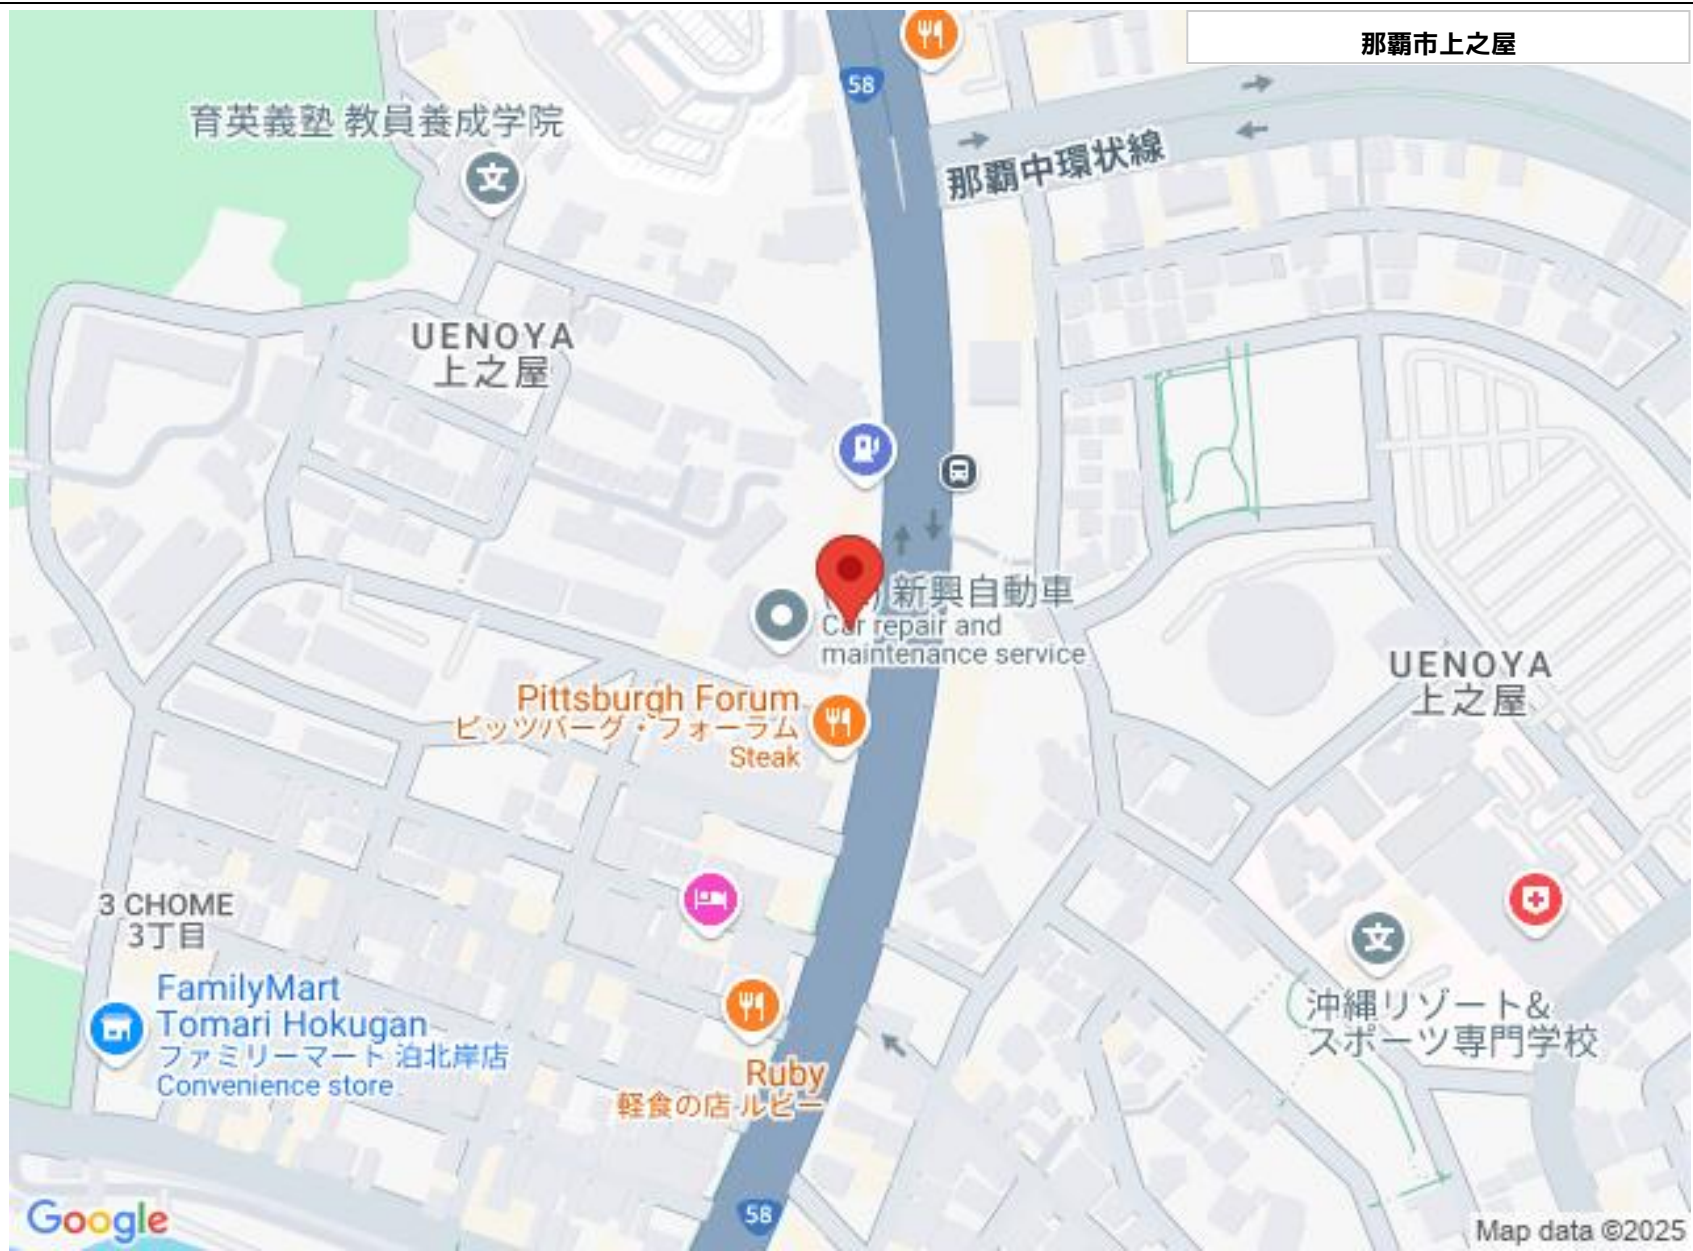 那覇市上之屋
58
育英義塾 教員養成学院
那覇中環状線
UENOYA
上之屋
新興自動車
Car repair and
maintenance service
UENOYA
上之屋
Pittsburgh Forum
ピッツバーグ・フォーラム
Steak
3 CHOME
3丁目
FamilyMart
Tomari Hokugan
ファミリーマート 泊北岸店
Convenience store
沖縄リゾート&
スポーツ専門学校
Ruby
軽食の店 ルビー
58
Google
Map data ©2025